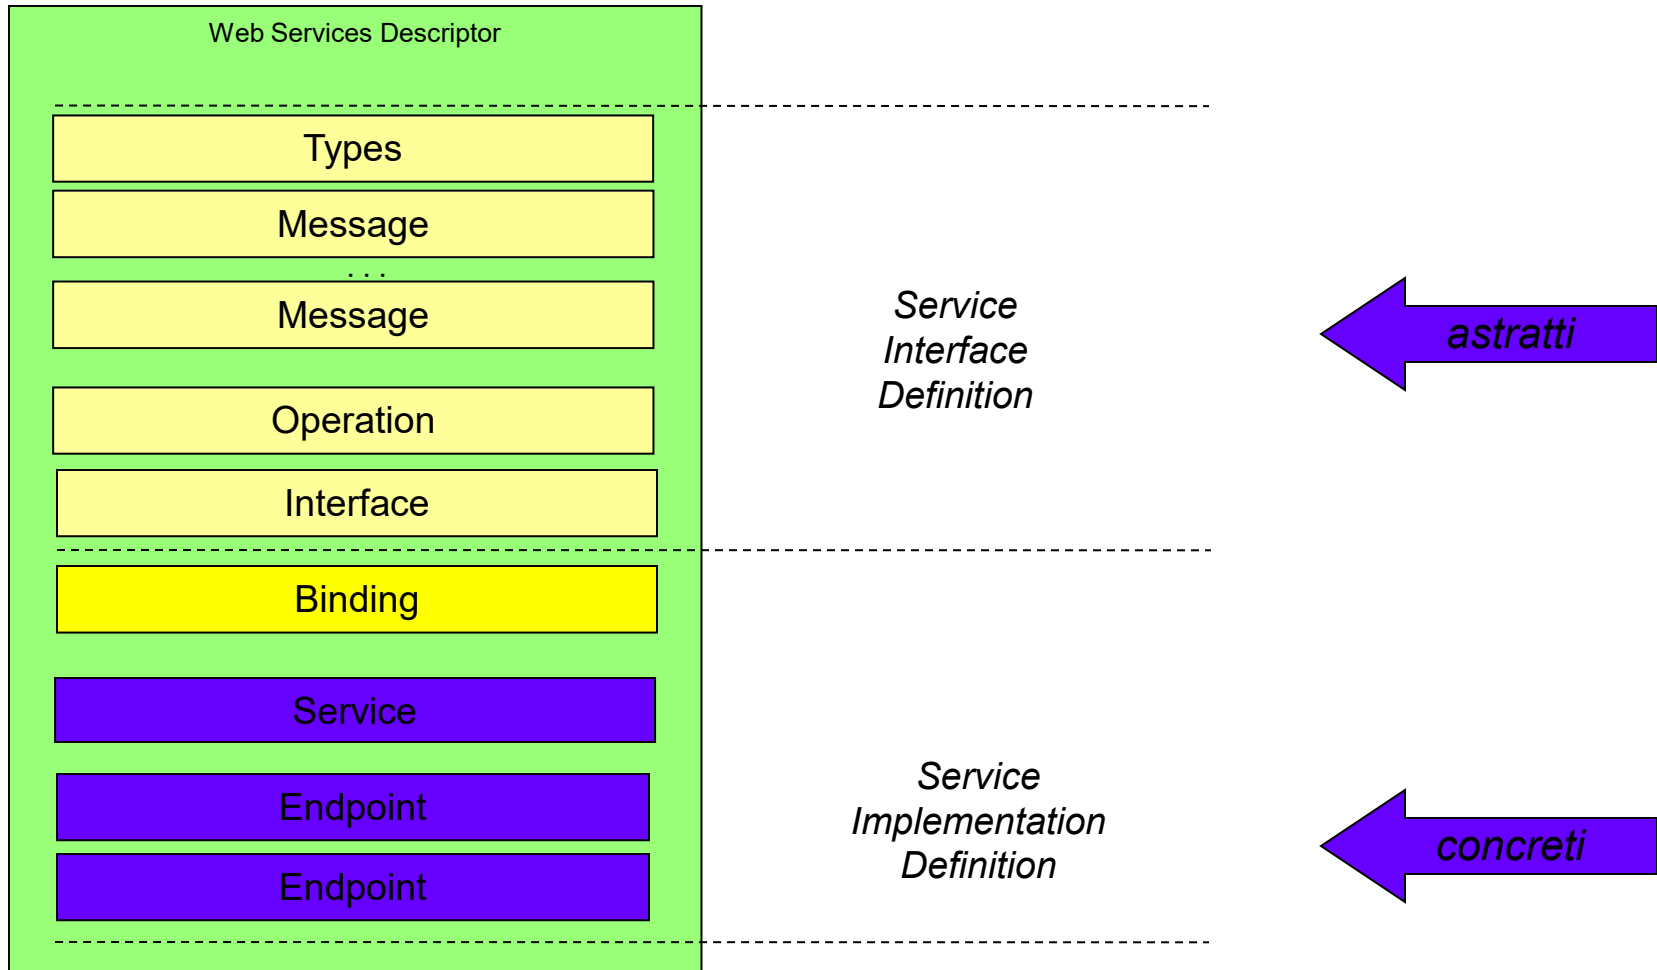 Web Services Descriptor
Types
Message
. . .
Message
Operation
Interface
Service
Interface
Definition
astratti
Binding
Service
Endpoint
Endpoint
Service
Implementation
Definition
concreti